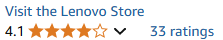 Visit the Lenovo Store
4.1 33 ratings